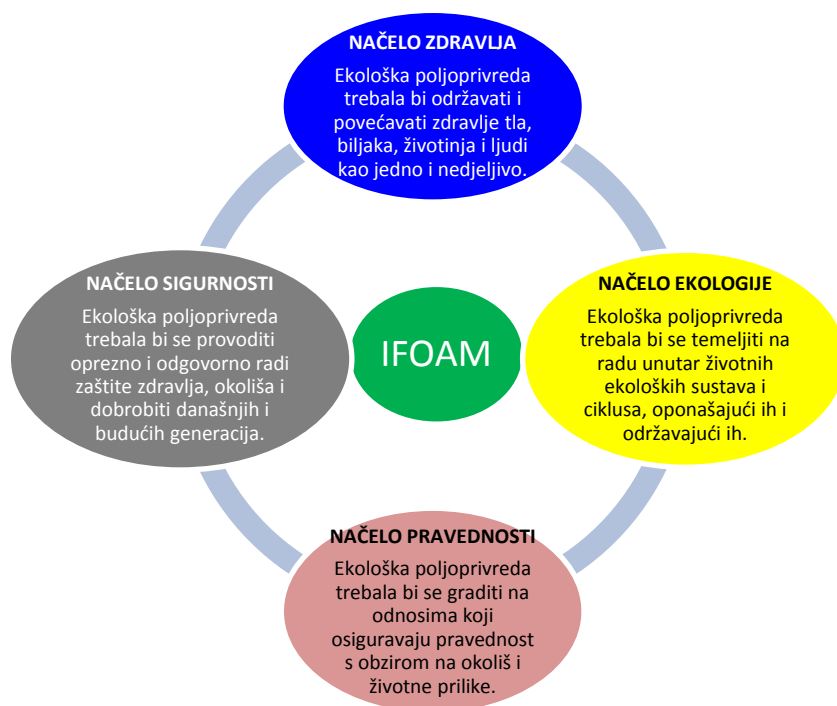 NAČELO ZDRAVLJA
Ekološka poljoprivreda
trebala bi održavati i
povećavati zdravlje tla,
biljaka, životinja i ljudi
kao jedno i nedjeljivo.
NAČELO SIGURNOSTI
Ekološka poljoprivreda
trebala bi se provoditi
oprezno i odgovorno radi
zaštite zdravlja, okoliša i
dobrobiti današnjih i
budućih generacija.
IFOAM
NAČELO EKOLOGIJE
Ekološka poljoprivreda
trebala bi se temeljiti na
radu unutar životnih
ekoloških sustava i
ciklusa, oponašajući ih i
održavajući ih.
NAČELO PRAVEDNOSTI
Ekološka poljoprivreda
trebala bi se graditi na
odnosima koji
osiguravaju pravednost
s obzirom na okoliš i
životne prilike.